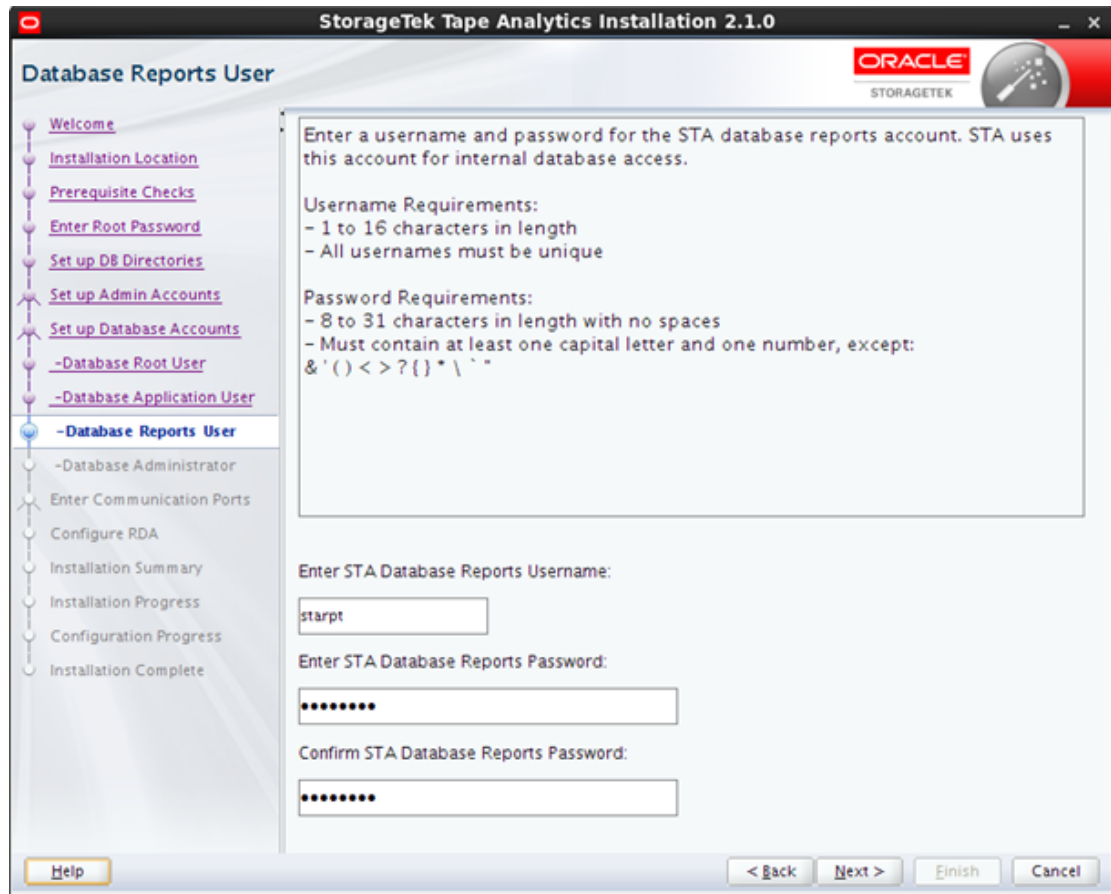 StorageTek Tape Analytics Installation 2.1.0
Database Reports User
ORACLE
STORAGETEK
Welcome
Installation Location
Prerequisite Checks
Enter Root Password
Set up DB Directories
Set up Admin Accounts
Set up Database Accounts
-Database Root User
-Database Application User
-Database Reports User
-Database Administrator
Enter Communication Ports
Configure RDA
Installation Summary
Installation Progress
Configuration Progress
Installation Complete
Enter a username and password for the STA database reports account. STA uses
this account for internal database access.
Username Requirements:
- 1 to 16 characters in length
- All usernames must be unique
Password Requirements:
- 8 to 31 characters in length with no spaces
- Must contain at least one capital letter and one number, except:
& ' ( ) < > ? { } * \ ` "
Enter STA Database Reports Username:
starpt
Enter STA Database Reports Password:
••••••••
Confirm STA Database Reports Password:
••••••••
Help
< Back
Next >
Finish
Cancel